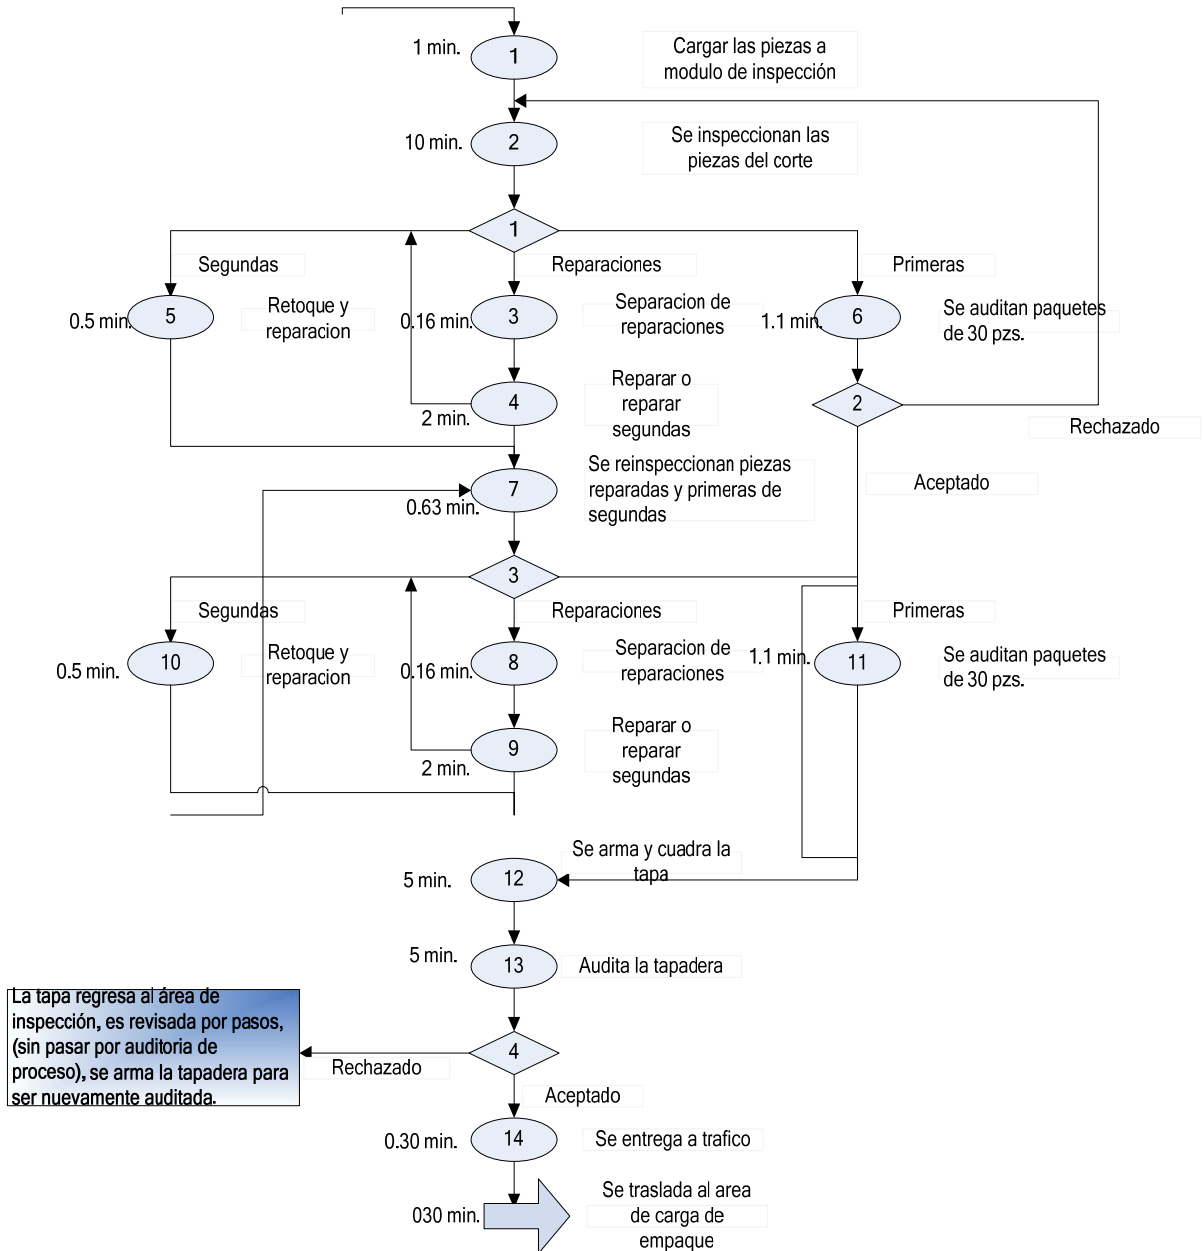 1 min.
1
Cargar las piezas a
modulo de inspección
10 min.
2
Se inspeccionan las
piezas del corte
1
Segundas
Reparaciones
Primeras
0.5 min.
5
Retoque y
reparacion
0.16 min.
3
Separacion de
reparaciones
1.1 min.
6
Se auditan paquetes
de 30 pzs.
2 min.
4
Reparar o
reparar
segundas
2
Rechazado
Aceptado
0.63 min.
7
Se reinspeccionan piezas
reparadas y primeras de
segundas
3
Segundas
Reparaciones
Primeras
0.5 min.
10
Retoque y
reparacion
0.16 min.
8
Separacion de
reparaciones
1.1 min.
11
Se auditan paquetes
de 30 pzs.
2 min.
9
Reparar o
reparar
segundas
5 min.
12
Se arma y cuadra la
tapa
5 min.
13
Audita la tapadera
La tapa regresa al área de
inspección, es revisada por pasos,
(sin pasar por auditoria de
proceso), se arma la tapadera para
ser nuevamente auditada.
4
Rechazado
Aceptado
0.30 min.
14
Se entrega a trafico
030 min.
Se traslada al area
de carga de
empaque